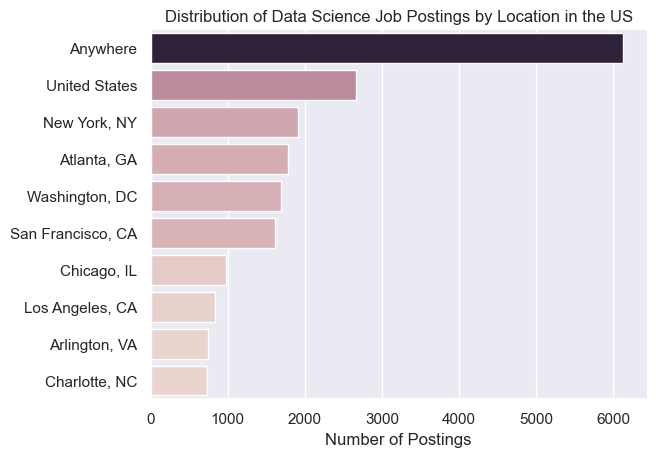 Distribution of Data Science Job Postings by Location in the US
Anywhere
United States
New York, NY
Atlanta, GA
Washington, DC
San Francisco, CA
Chicago, IL
Los Angeles, CA
Arlington, VA
Charlotte, NC
0 1000 2000 3000 4000 5000 6000
Number of Postings